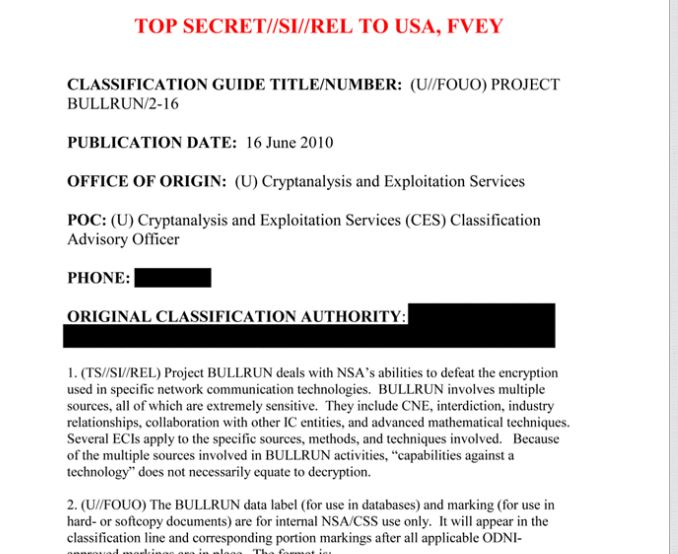 TOP SECRET//SI//REL TO USA, FVEY
CLASSIFICATION GUIDE TITLE/NUMBER: (U//FOUO) PROJECT
BULLRUN/2-16
PUBLICATION DATE: 16 June 2010
OFFICE OF ORIGIN: (U) Cryptanalysis and Exploitation Services
POC: (U) Cryptanalysis and Exploitation Services (CES) Classification
Advisory Officer
PHONE:
ORIGINAL CLASSIFICATION AUTHORITY:
1. (TS//SI//REL) Project BULLRUN deals with NSA's abilities to defeat the encryption
used in specific network communication technologies. BULLRUN involves multiple
sources, all of which are extremely sensitive. They include CNE, interdiction, industry
relationships, collaboration with other IC entities, and advanced mathematical techniques.
Several ECIs apply to the specific sources, methods, and techniques involved. Because
of the multiple sources involved in BULLRUN activities, “capabilities against a
technology” does not necessarily equate to decryption.
2. (U//FOUO) The BULLRUN data label (for use in databases) and marking (for use in
hard- or softcopy documents) are for internal NSA/CSS use only. It will appear in the
classification line and corresponding portion markings after all applicable ODNI-
approved markings are in place. The format is: